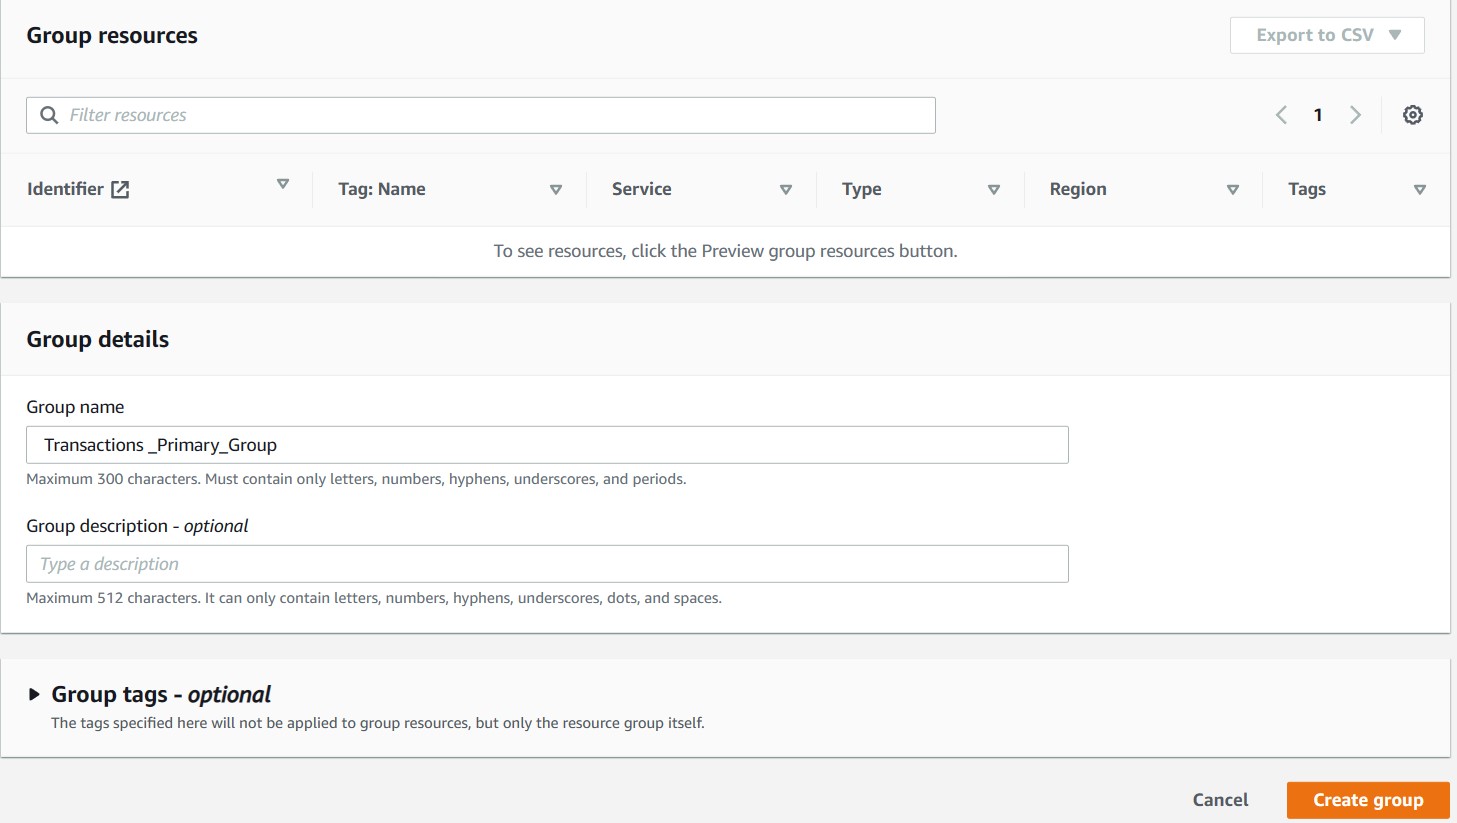 Group resources
Export to CSV
Filter resources
1
Identifier Tag: Name Service Type Region Tags
To see resources, click the Preview group resources button.
Group details
Group name
Transactions _Primary_Group
Maximum 300 characters. Must contain only letters, numbers, hyphens, underscores, and periods.
Group description - optional
Type a description
Maximum 512 characters. It can only contain letters, numbers, hyphens, underscores, dots, and spaces.
Group tags - optional
The tags specified here will not be applied to group resources, but only the resource group itself.
Cancel Create group